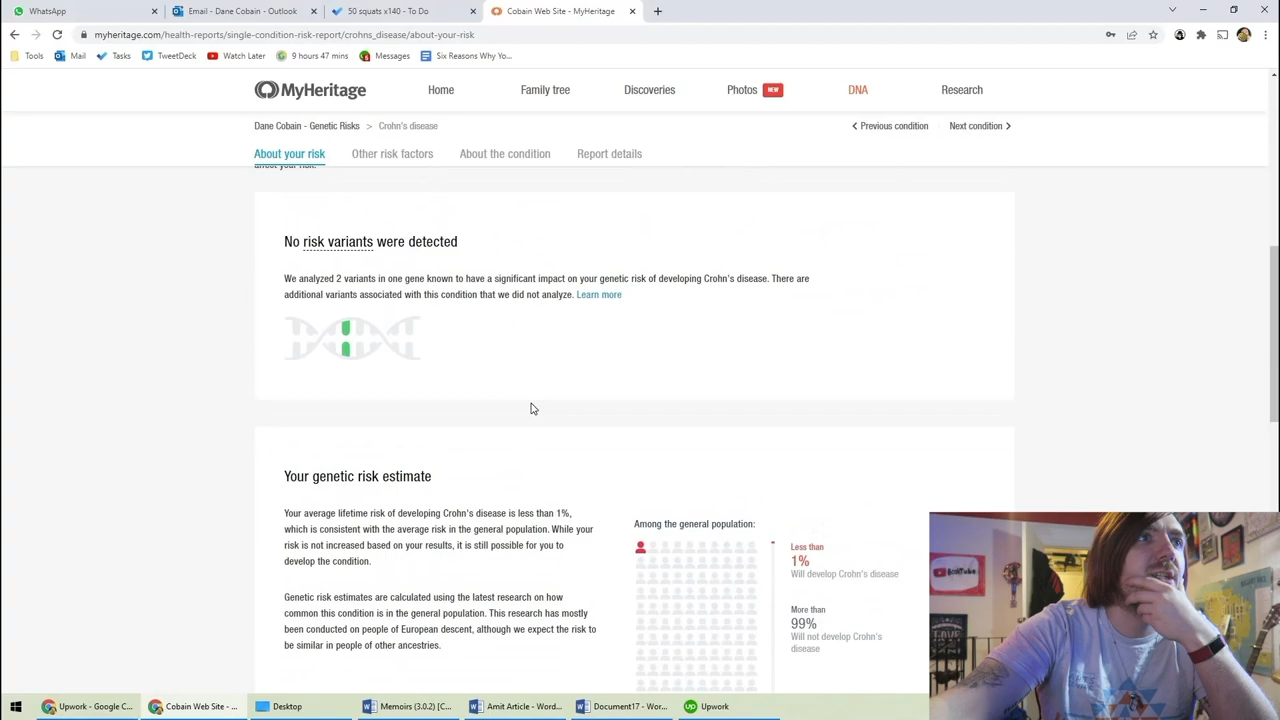 WhatsApp
Email - Dane Cobain - Outlook
50 squats x140 - To Do
Cobain Web Site - MyHeritage
myheritage.com/health-reports/single-condition-risk-report/crohns_disease/about-your-risk
Tools
Mail
Tasks
TweetDeck
Watch Later
9 hours 47 mins
Messages
Six Reasons Why Yo...
MyHeritage
Home
Family tree
Discoveries
Photos NEW
DNA
Research
Dane Cobain - Genetic Risks > Crohn's disease
Previous condition
Next condition
About your risk
Other risk factors
About the condition
Report details
affect your risk.
No risk variants were detected
We analyzed 2 variants in one gene known to have a significant impact on your genetic risk of developing Crohn's disease. There are
additional variants associated with this condition that we did not analyze. Learn more
Your genetic risk estimate
Your average lifetime risk of developing Crohn's disease is less than 1%,
which is consistent with the average risk in the general population. While your
risk is not increased based on your results, it is still possible for you to
develop the condition.
Genetic risk estimates are calculated using the latest research on how
common this condition is in the general population. This research has mostly
been conducted on people of European descent, although we expect the risk to
be similar in people of other ancestries.
Among the general population:
Less than
1%
Will develop Crohn's disease
More than
99%
Will not develop Crohn's
disease
Upwork - Google C...
Cobain Web Site - ...
Desktop
Memoirs (3.0.2) [C...
Amit Article - Word...
Document17 - Wor...
Upwork